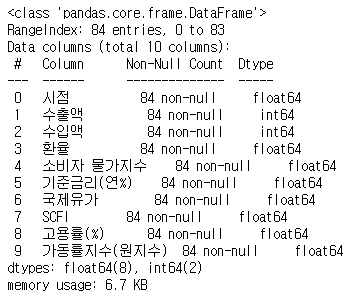 <class 'pandas.core.frame.DataFrame'>
RangeIndex: 84 entries, 0 to 83
Data columns (total 10 columns):
 #   Column      Non-Null Count  Dtype
---  ------      --------------  -----
 0   시점          84 non-null     float64
 1   수출액         84 non-null     int64
 2   수입액         84 non-null     int64
 3   환율          84 non-null     float64
 4   소비자 물가지수    84 non-null     float64
 5   기준금리(연%)    84 non-null     float64
 6   국제유가        84 non-null     float64
 7   SCFI        84 non-null     float64
 8   고용률(%)      84 non-null     float64
 9   가동률지수(원지수)  84 non-null     float64
dtypes: float64(8), int64(2)
memory usage: 6.7 KB